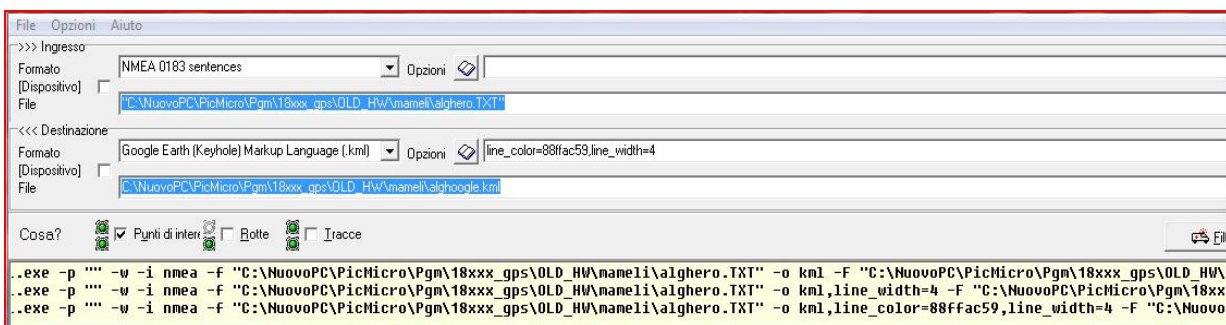 File Opzioni Aiuto
>>> Ingresso
Formato NMEA 0183 sentences Opzioni
[Dispositivo]
File "C:\NuovoPC\PicMicro\Pgm\18xxx_gps\OLD_HW\mameli\alghero.TXT"
<<< Destinazione
Formato Google Earth (Keyhole) Markup Language (.kml) Opzioni line_color=88ffac59,line_width=4
[Dispositivo]
File C:\NuovoPC\PicMicro\Pgm\18xxx_gps\OLD_HW\mameli\alghoogle.kml
Cosa? Punti di intere Rotte Tracce Fil
..exe -p "" -w -i nmea -f "C:\NuovoPC\PicMicro\Pgm\18xxx_gps\OLD_HW\mameli\alghero.TXT" -o kml -F "C:\NuovoPC\PicMicro\Pgm\18xxx_gps\OLD_HW\
..exe -p "" -w -i nmea -f "C:\NuovoPC\PicMicro\Pgm\18xxx_gps\OLD_HW\mameli\alghero.TXT" -o kml,line_width=4 -F "C:\NuovoPC\PicMicro\Pgm\18xx
..exe -p "" -w -i nmea -f "C:\NuovoPC\PicMicro\Pgm\18xxx_gps\OLD_HW\mameli\alghero.TXT" -o kml,line_color=88ffac59,line_width=4 -F "C:\Nuovo